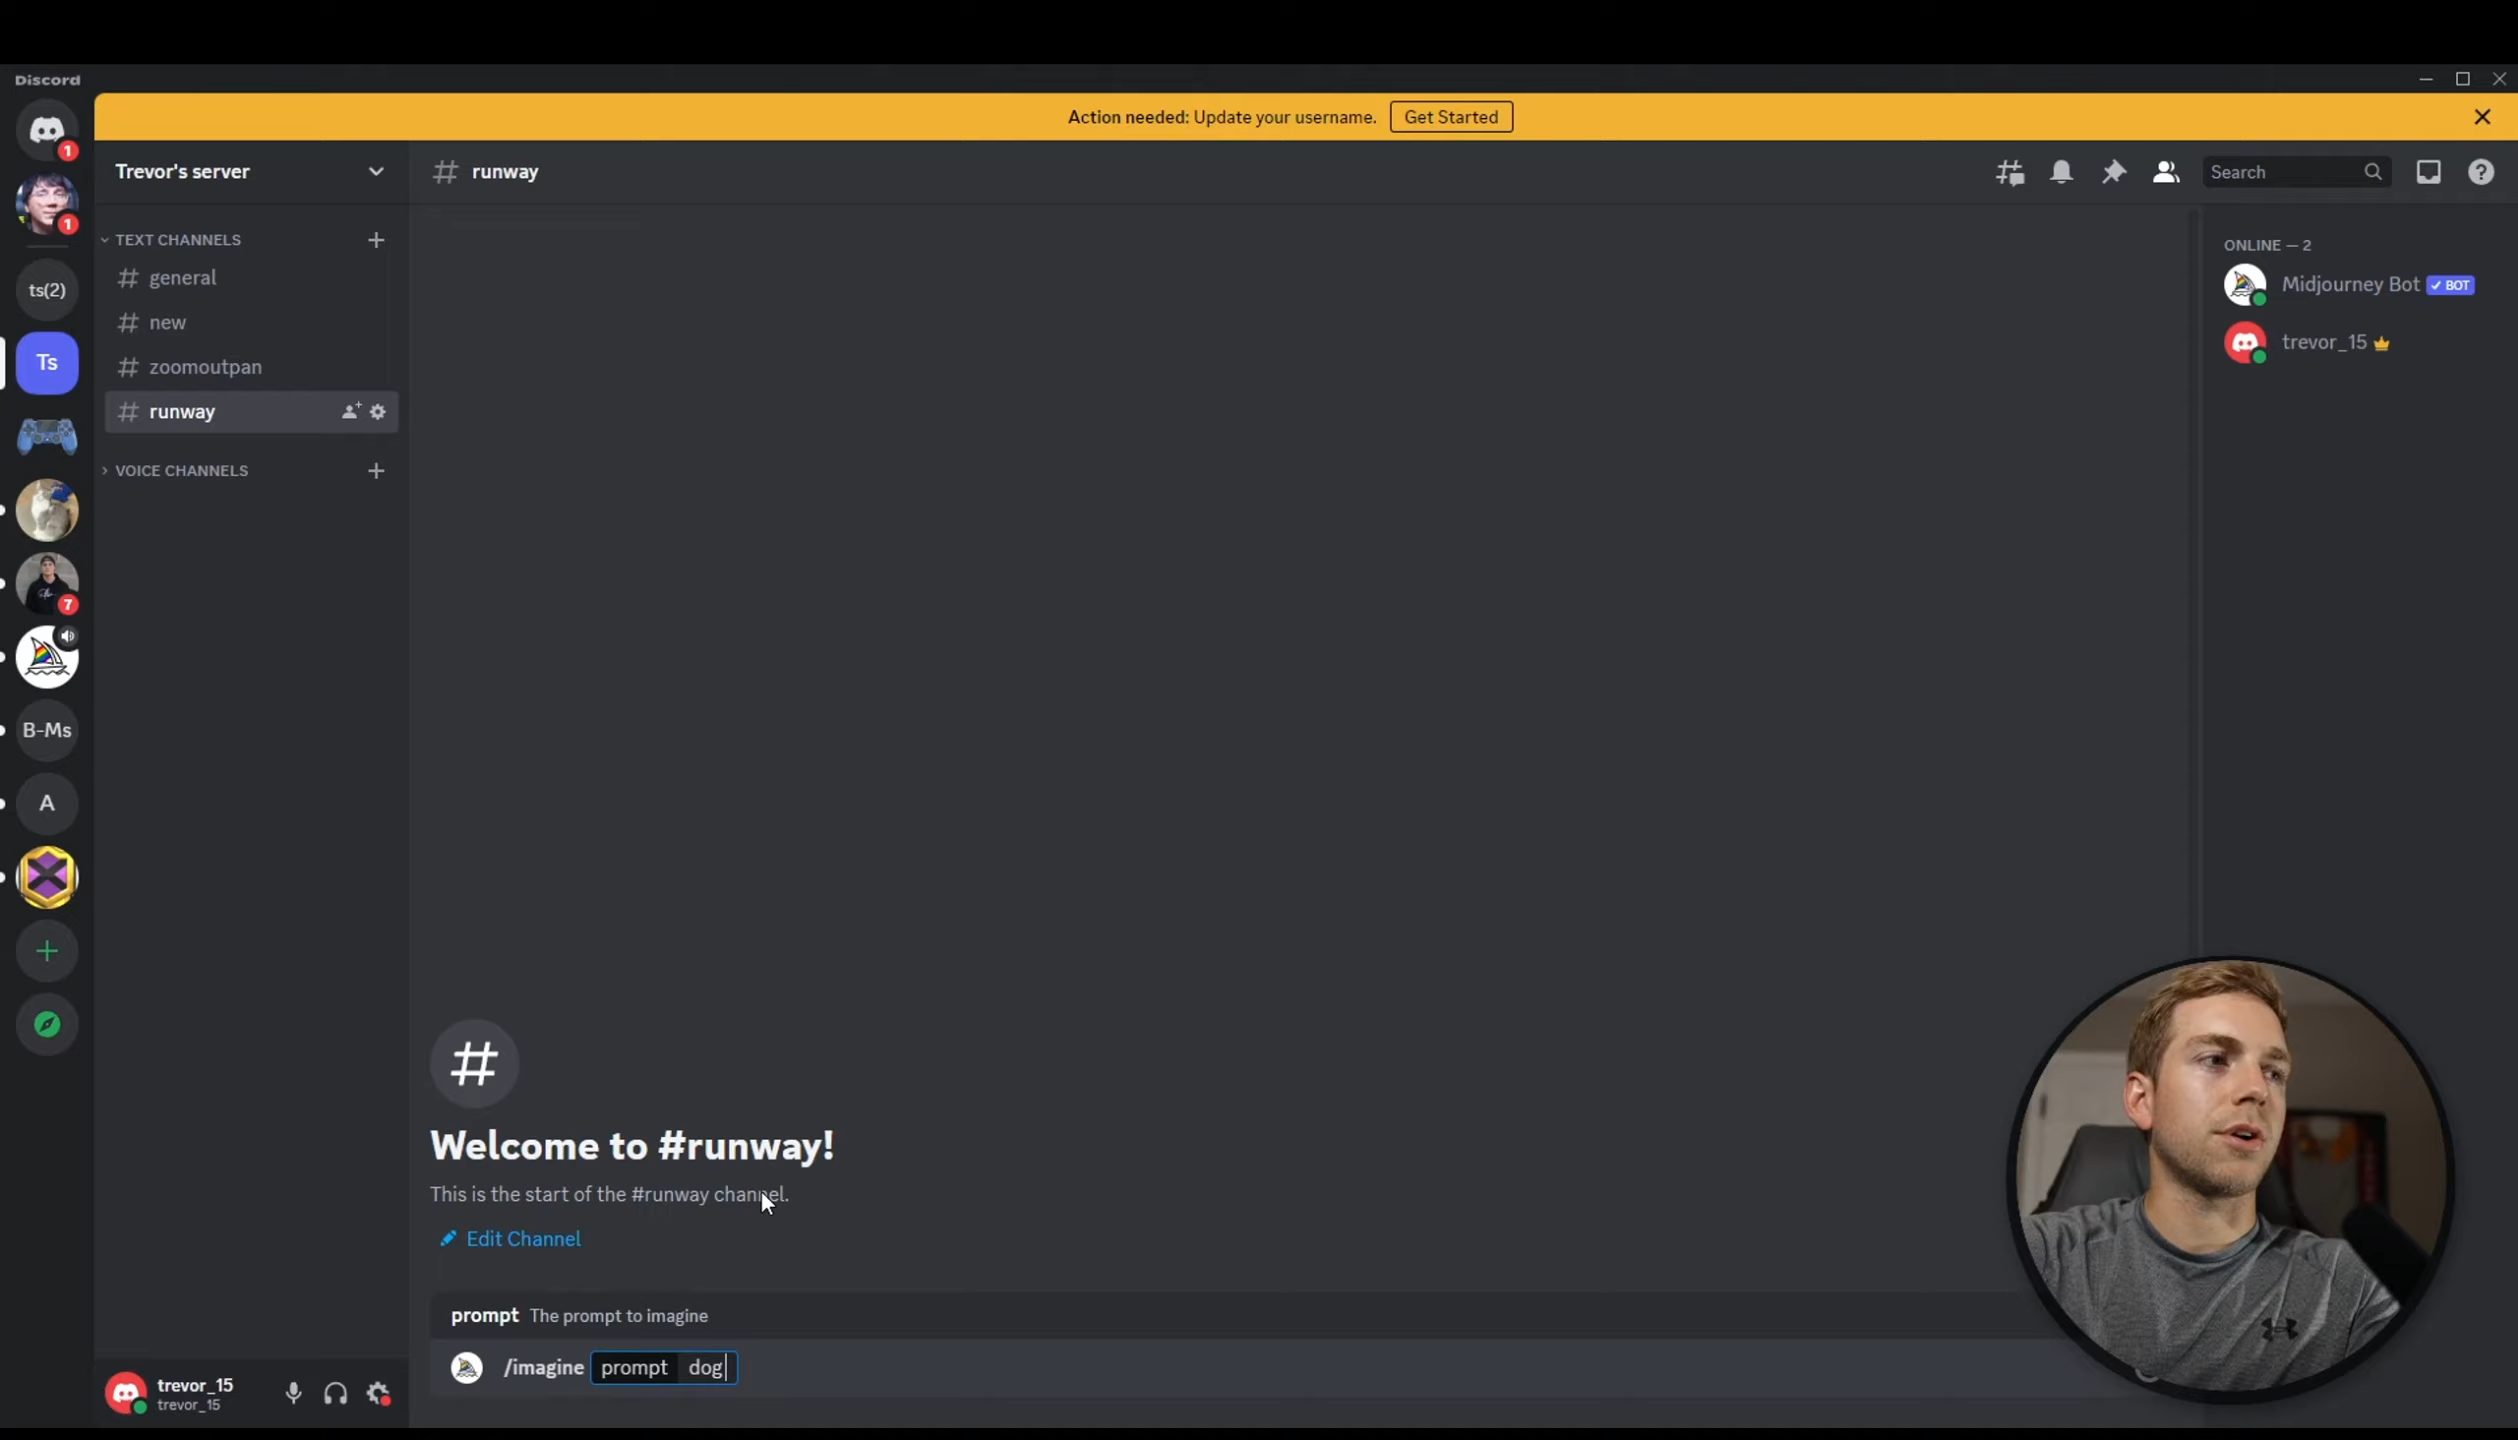 Discord
Action needed: Update your username. Get Started
Trevor's server
# runway
Search
1
1
ts(2)
Ts
7
B-Ms
A
TEXT CHANNELS
# general
# new
# zoomoutpan
# runway
VOICE CHANNELS
ONLINE — 2
Midjourney Bot ✓ BOT
trevor_15
#
Welcome to #runway!
This is the start of the #runway channel.
Edit Channel
prompt The prompt to imagine
/imagine prompt dog
trevor_15
trevor_15